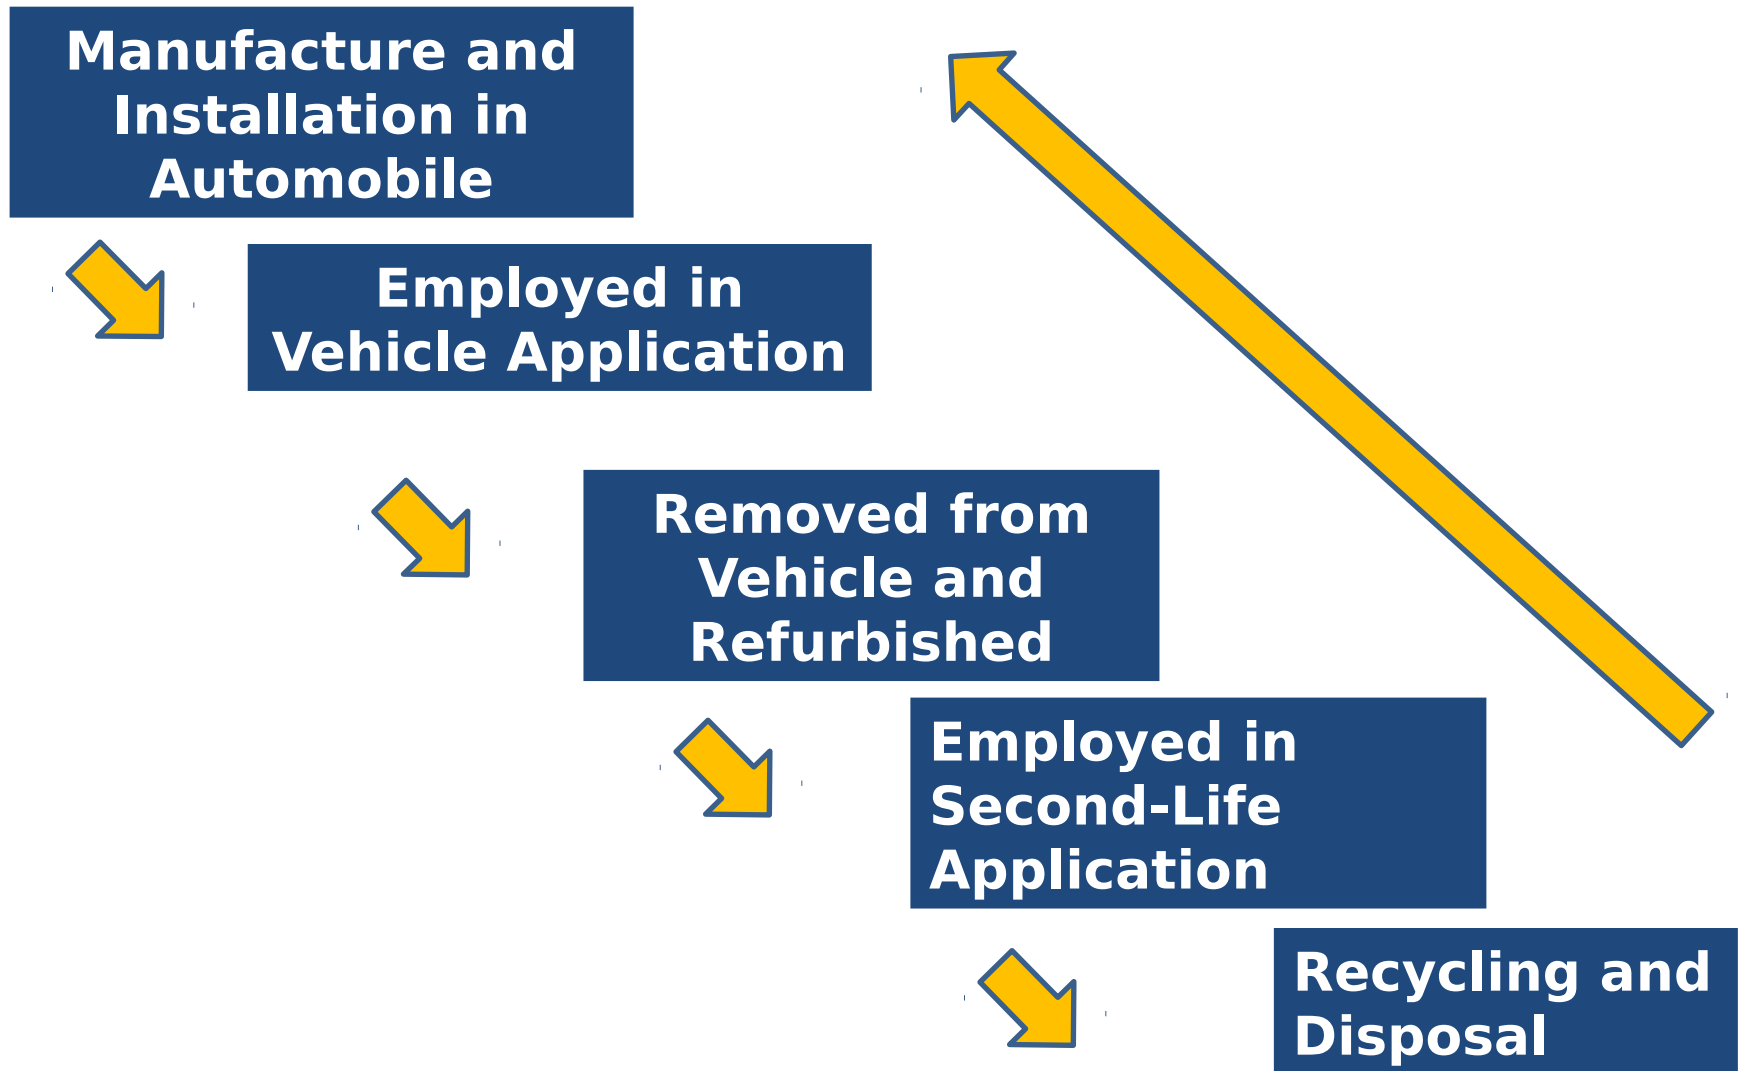 Manufacture and
Installation in
Automobile
Employed in
Vehicle Application
Removed from
Vehicle and
Refurbished
Employed in
Second-Life
Application
Recycling and
Disposal